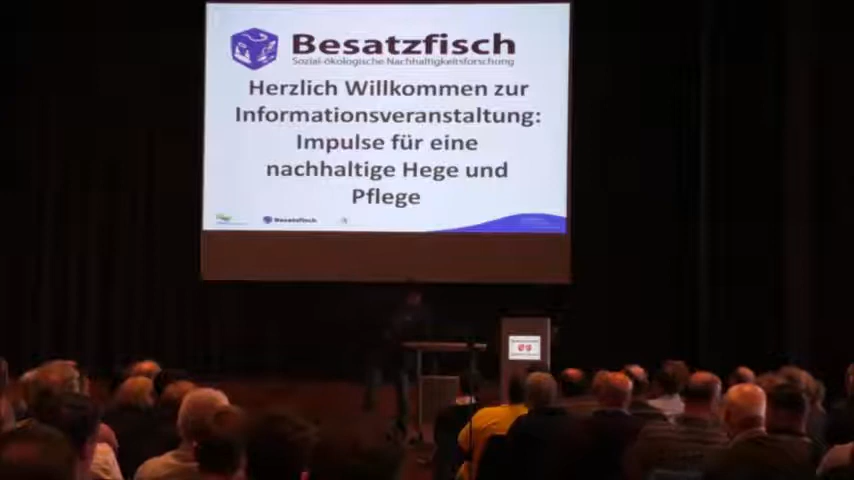 Besatzfisch
Sozial-ökologische Nachhaltigkeitsforschung
Herzlich Willkommen zur
Informationsveranstaltung:
Impulse für eine
nachhaltige Hege und
Pflege
Besatzfisch